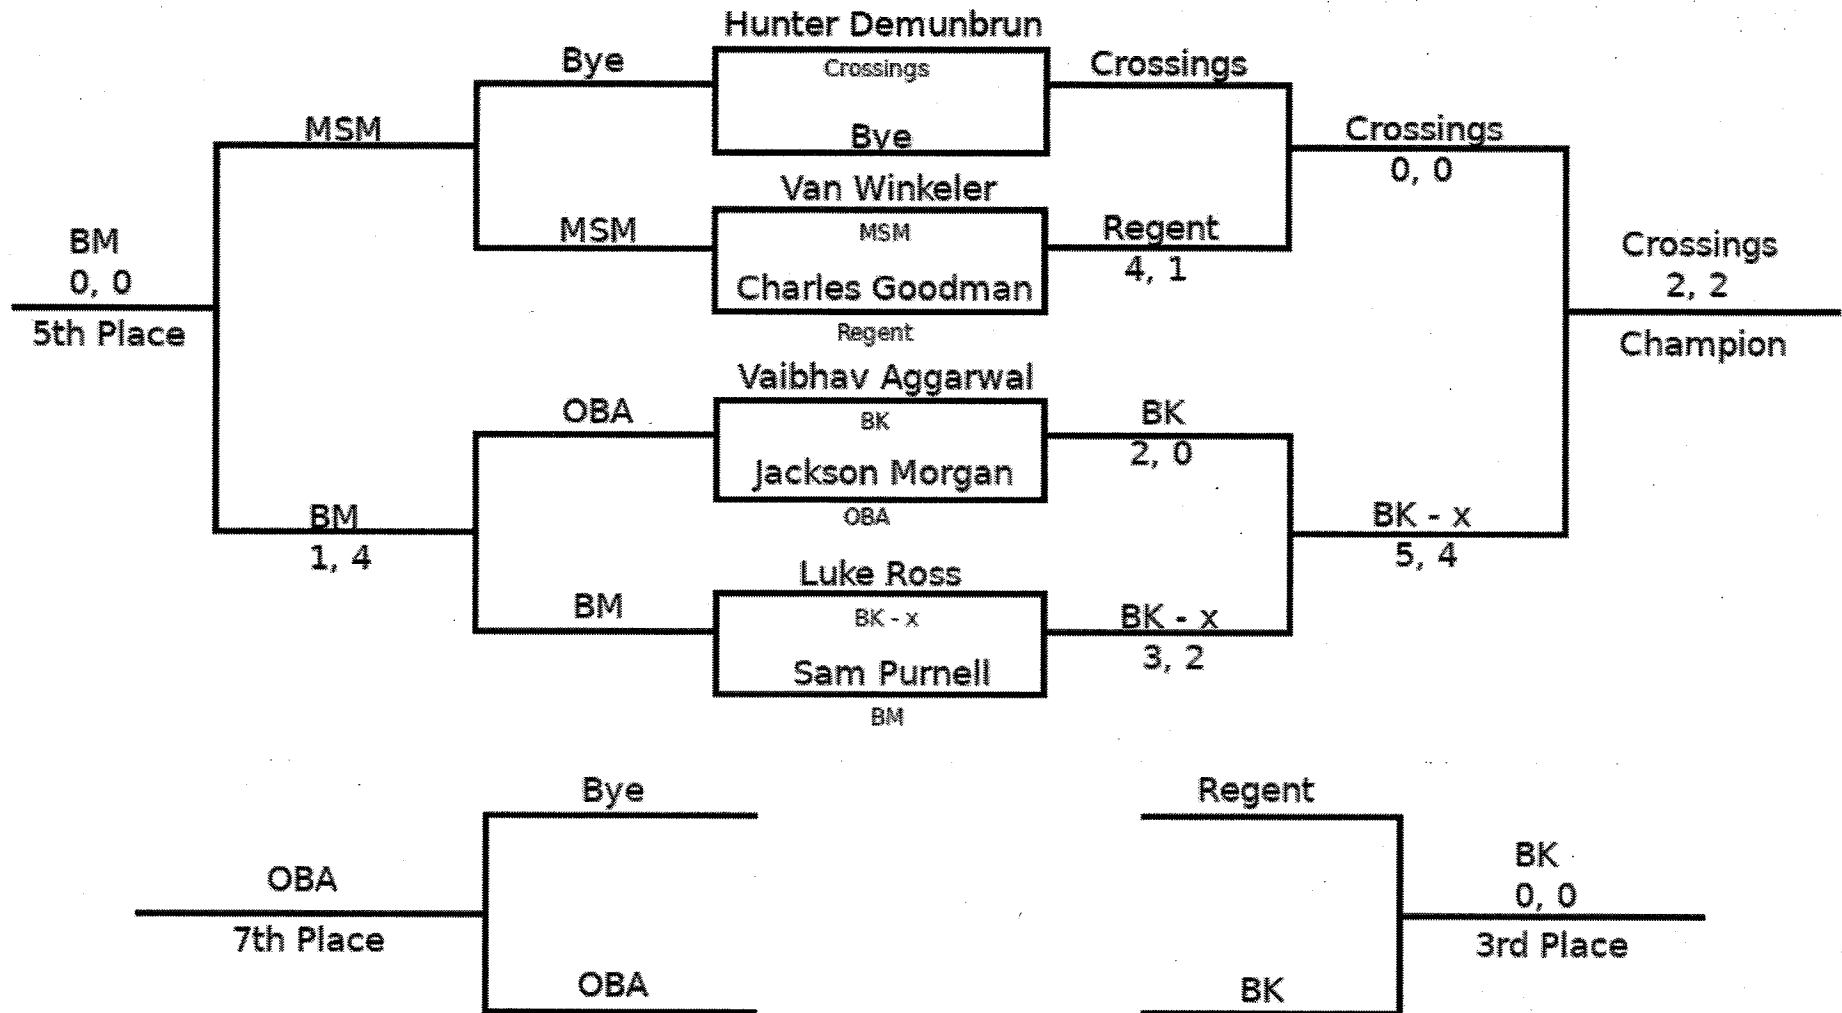 Hunter Demunbrun
Bye
Crossings
Crossings
MSM
Bye
Crossings
0, 0
Van Winkeler
MSM
MSM
Regent
4, 1
BM
0, 0
5th Place
Charles Goodman
Regent
Crossings
2, 2
Champion
Vaibhav Aggarwal
OBA
BK
BK
2, 0
Jackson Morgan
OBA
BM
1, 4
BK - x
5, 4
Luke Ross
BM
BK - x
BK - x
3, 2
Sam Purnell
BM
Bye
Regent
OBA
7th Place
BK
0, 0
3rd Place
OBA
BK